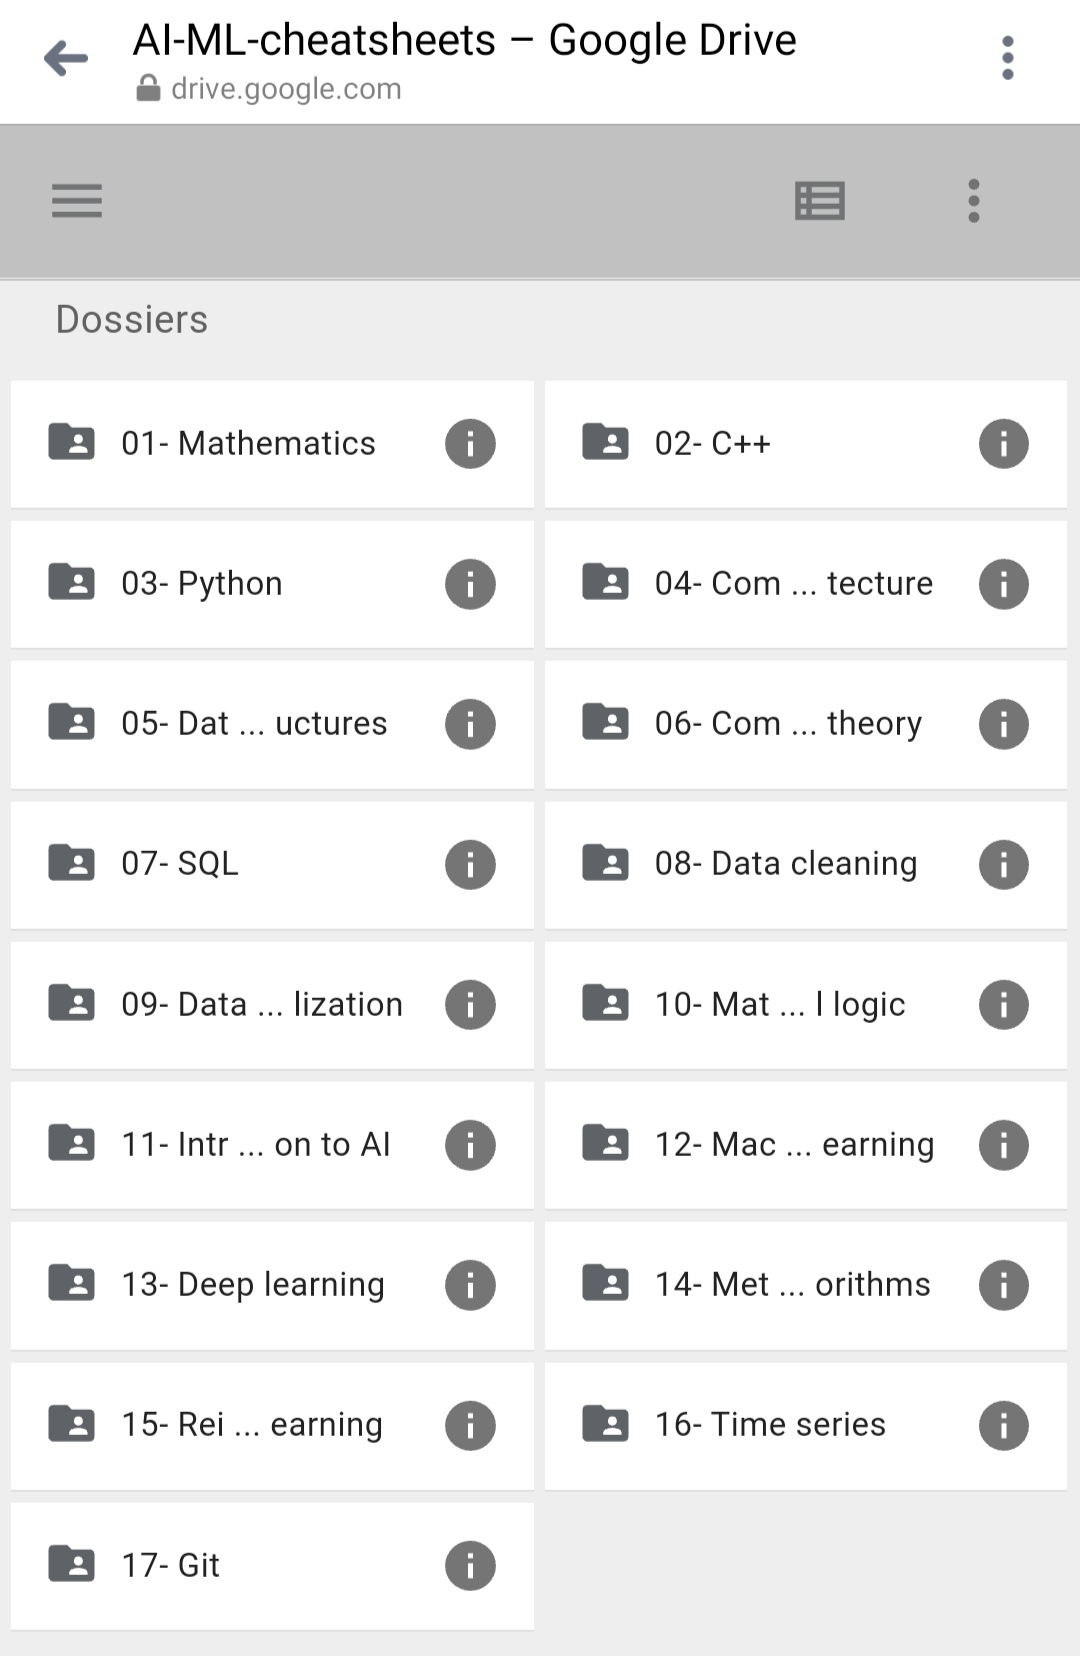 AI-ML-cheatsheets – Google Drive
drive.google.com
Dossiers
01- Mathematics
02- C++
03- Python
04- Com ... tecture
05- Dat ... uctures
06- Com ... theory
07- SQL
08- Data cleaning
09- Data ... lization
10- Mat ... l logic
11- Intr ... on to AI
12- Mac ... earning
13- Deep learning
14- Met ... orithms
15- Rei ... earning
16- Time series
17- Git